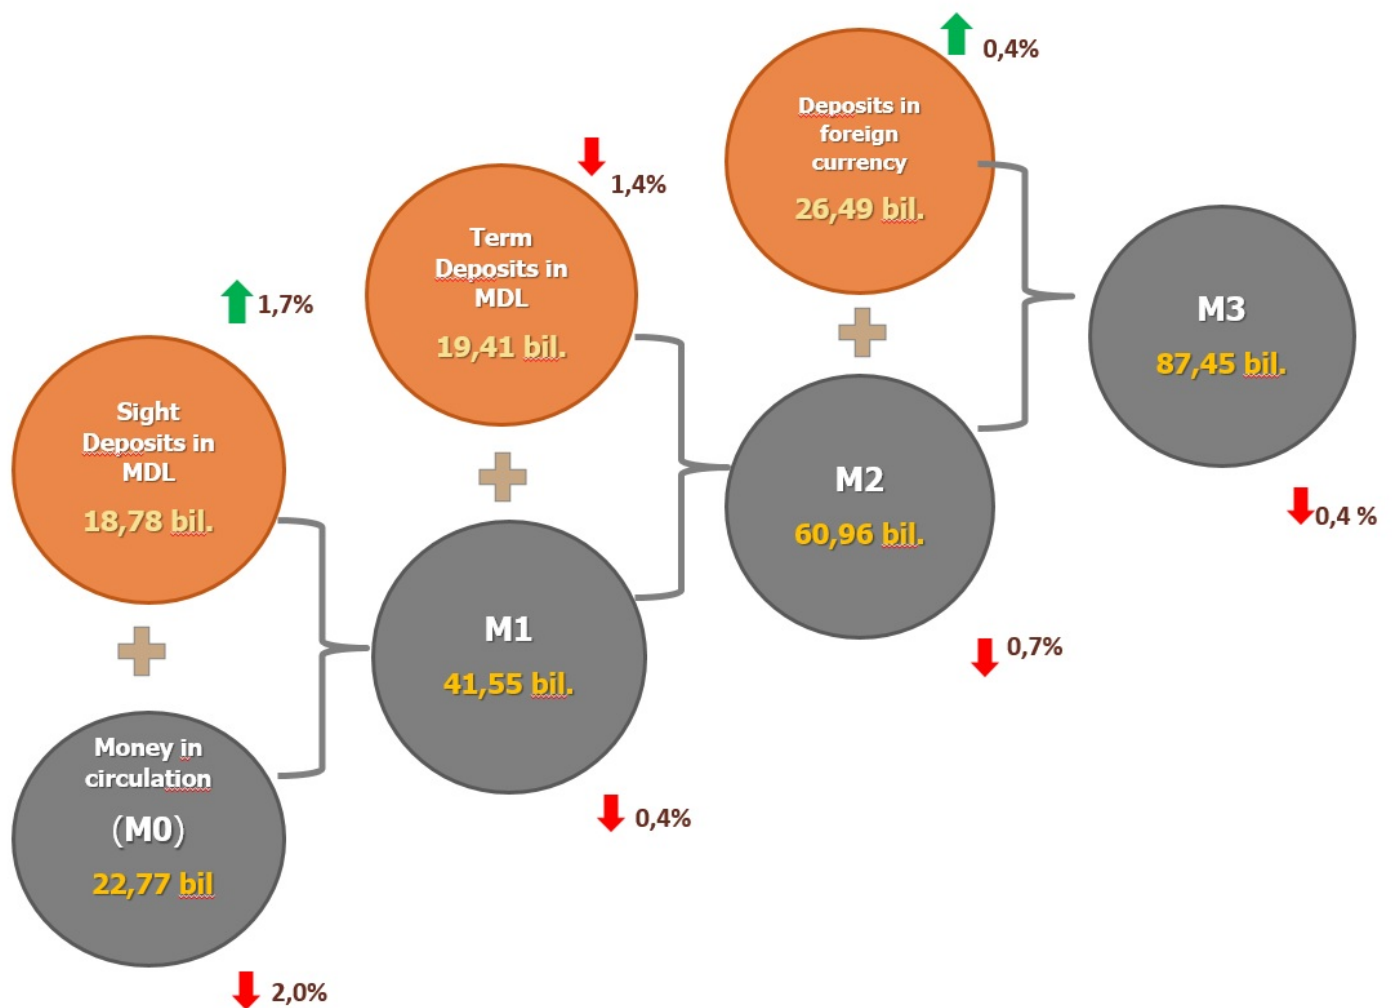 1,7%
Sight
Deposits in
MDL
18,78 bil.
Money in
circulation
(M0)
22,77 bil
2,0%
1,4%
Term
Deposits in
MDL
19,41 bil.
M1
41,55 bil.
0,4%
0,4%
Deposits in
foreign
currency
26,49 bil.
M2
60,96 bil.
0,7%
M3
87,45 bil.
0,4 %